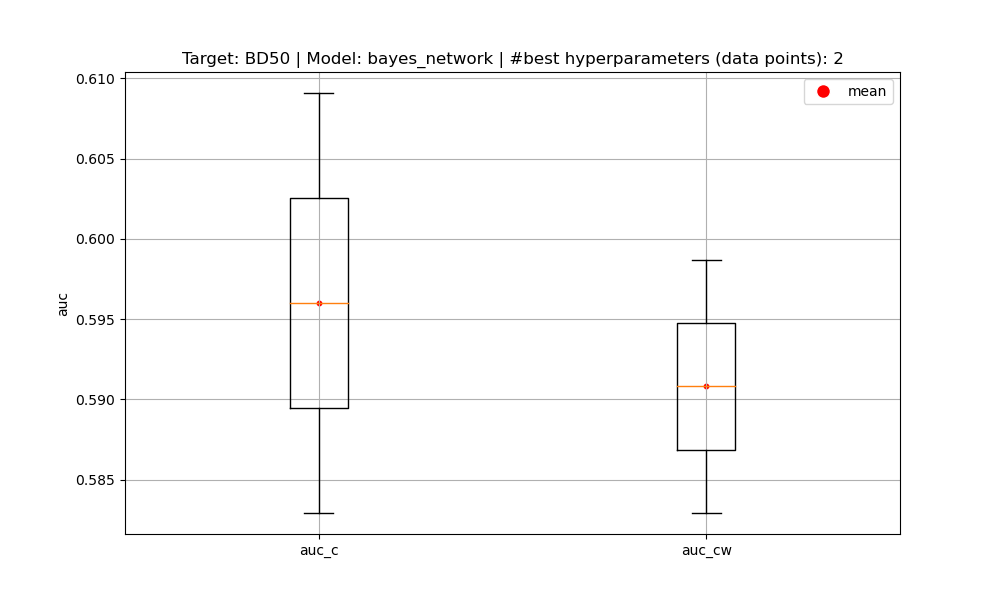 Target: BD50 | Model: bayes_network | #best hyperparameters (data points): 2
mean
auc
0.610
0.605
0.600
0.595
0.590
0.585
auc_c
auc_cw